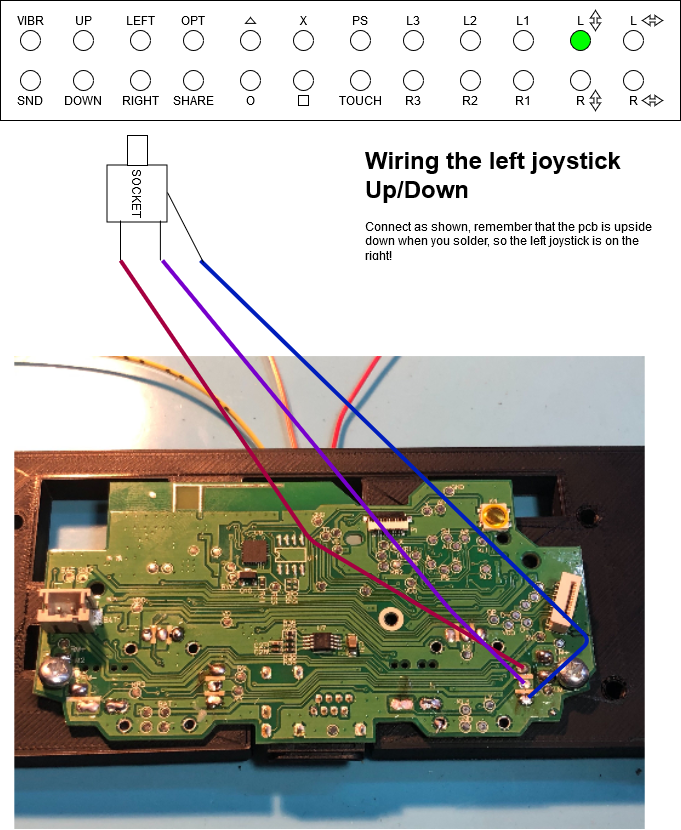 VIBR UP LEFT OPT △ X PS L3 L2 L1 L L
SND DOWN RIGHT SHARE O □ TOUCH R3 R2 R1 R R
SOCKET
Wiring the left joystick
Up/Down
Connect as shown, remember that the pcb is upside
down when you solder, so the left joystick is on the
right!